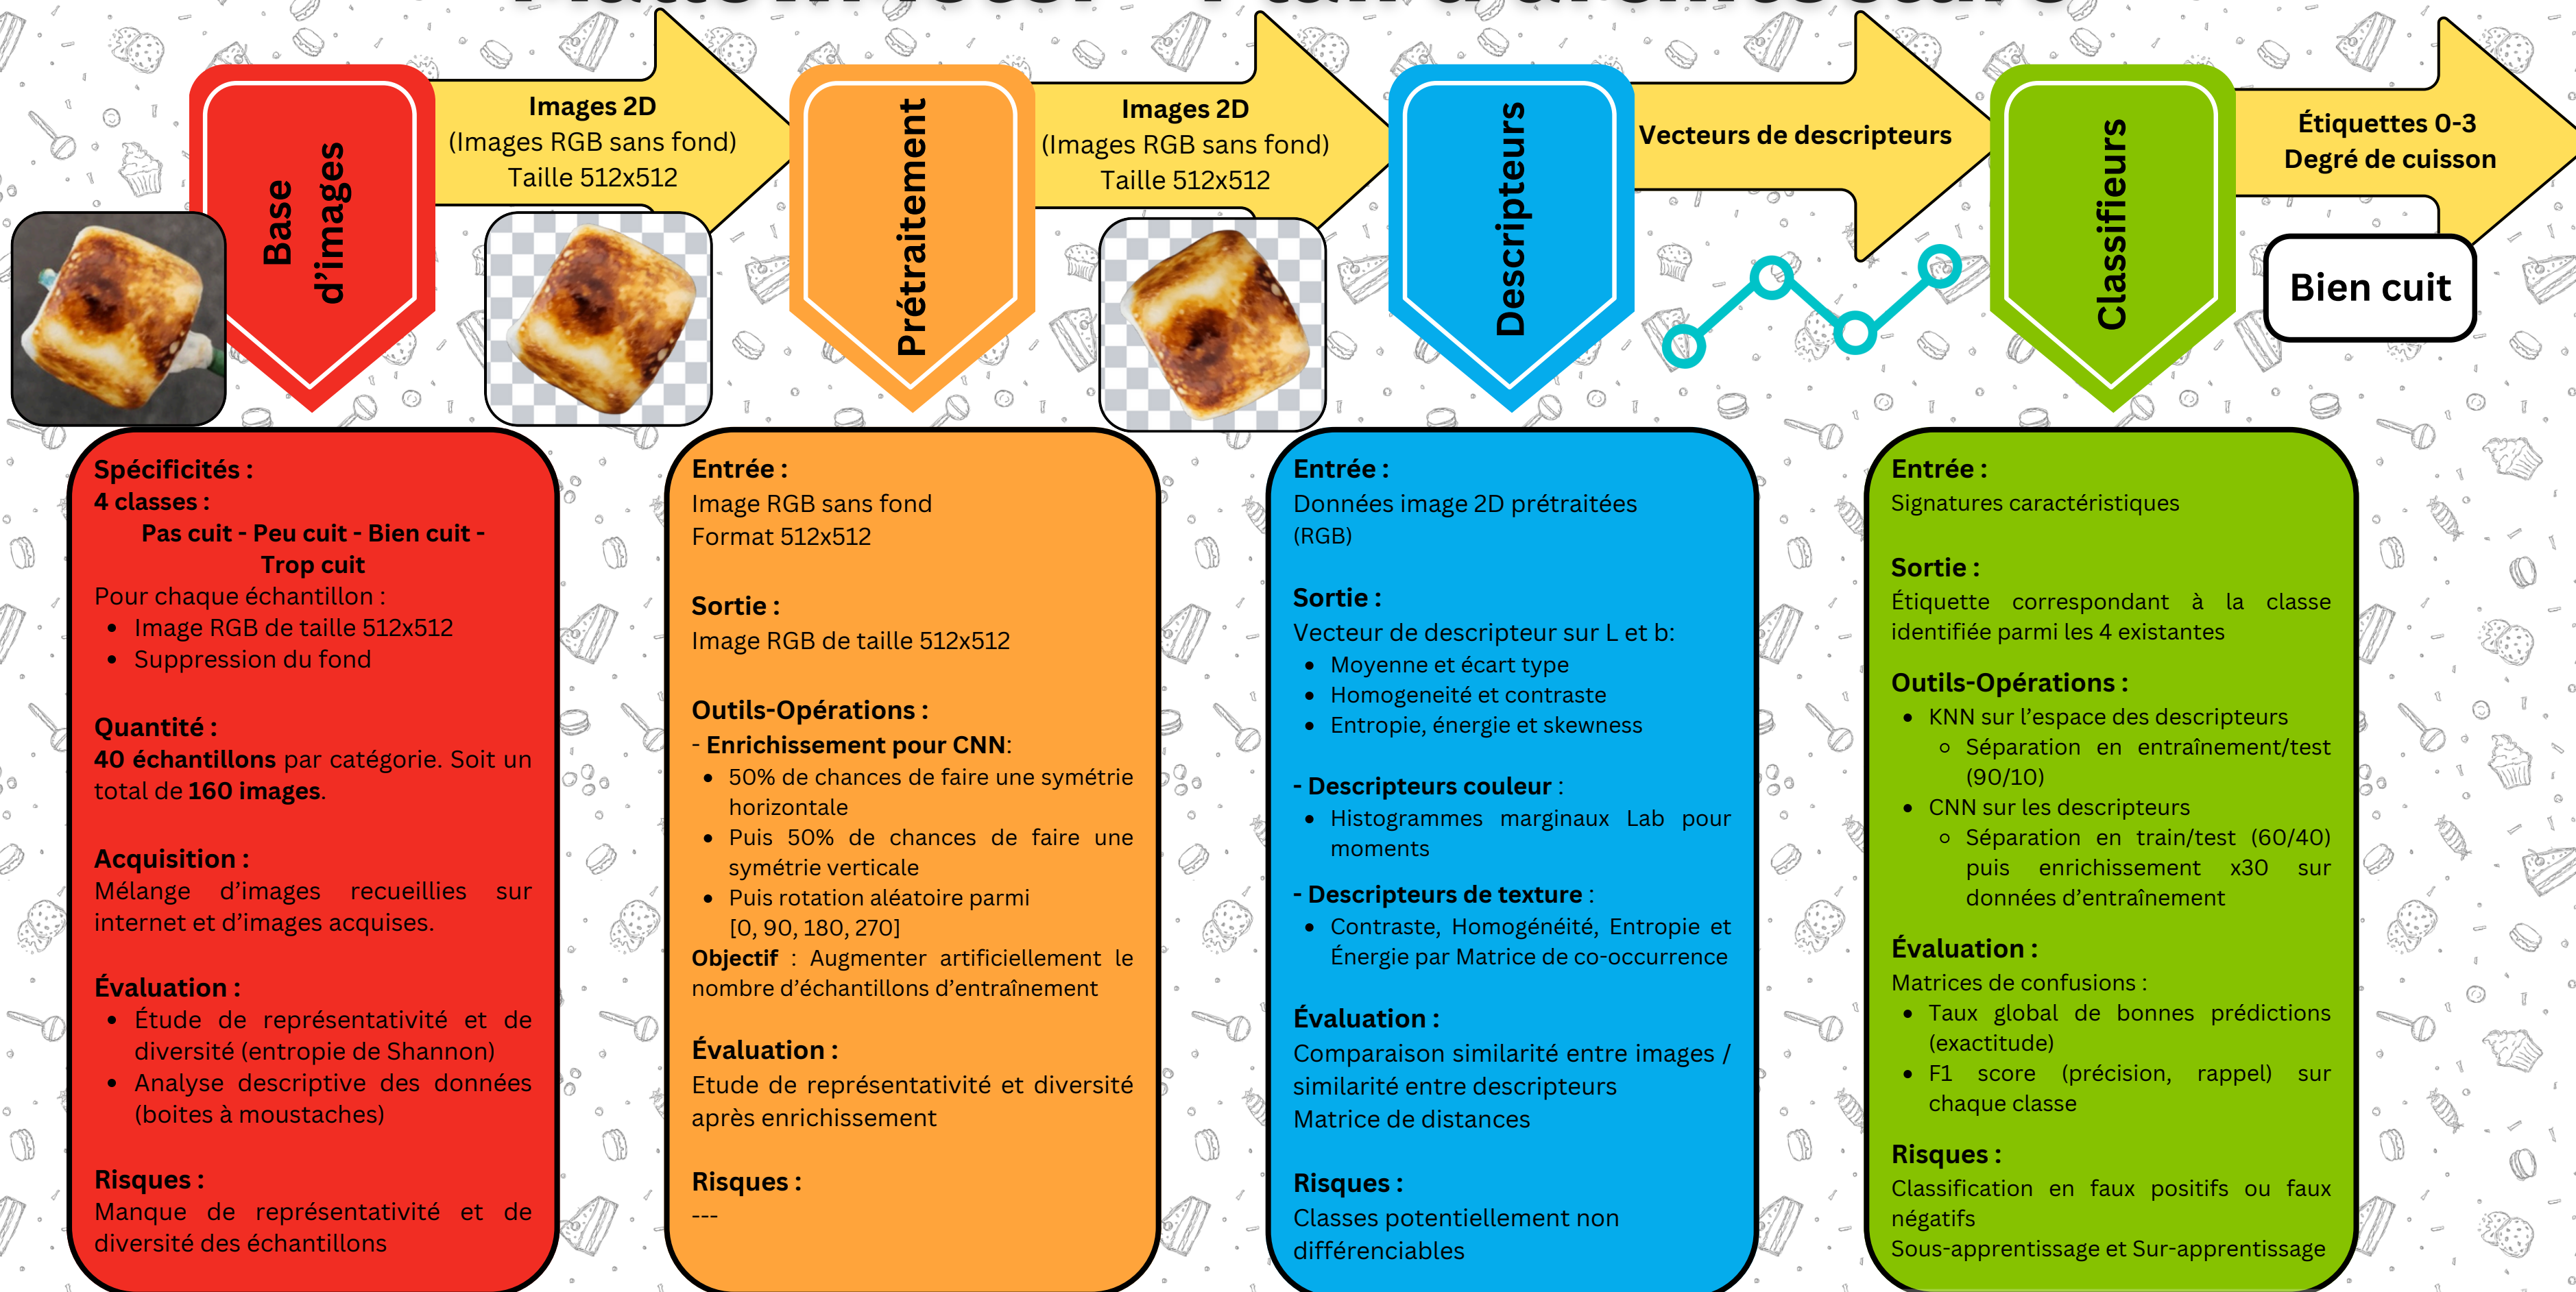 Base
d'images
Images 2D
(Images RGB sans fond)
Taille 512x512
Prétraitement
Images 2D
(Images RGB sans fond)
Taille 512x512
Descripteurs
Vecteurs de descripteurs
Classifieurs
Étiquettes 0-3
Degré de cuisson
Bien cuit
Spécificités :
4 classes :
Pas cuit - Peu cuit - Bien cuit -
Trop cuit
Pour chaque échantillon :
• Image RGB de taille 512x512
• Suppression du fond
Quantité :
40 échantillons par catégorie. Soit un
total de 160 images.
Acquisition :
Mélange d'images recueillies sur
internet et d'images acquises.
Évaluation :
• Étude de représentativité et de
diversité (entropie de Shannon)
• Analyse descriptive des données
(boites à moustaches)
Risques :
Manque de représentativité et de
diversité des échantillons
Entrée :
Image RGB sans fond
Format 512x512
Sortie :
Image RGB de taille 512x512
Outils-Opérations :
- Enrichissement pour CNN:
• 50% de chances de faire une symétrie
horizontale
• Puis 50% de chances de faire une
symétrie verticale
• Puis rotation aléatoire parmi
[0, 90, 180, 270]
Objectif : Augmenter artificiellement le
nombre d'échantillons d'entraînement
Évaluation :
Etude de représentativité et diversité
après enrichissement
Risques :
---
Entrée :
Données image 2D prétraitées
(RGB)
Sortie :
Vecteur de descripteur sur L et b:
• Moyenne et écart type
• Homogeneité et contraste
• Entropie, énergie et skewness
- Descripteurs couleur :
• Histogrammes marginaux Lab pour
moments
- Descripteurs de texture :
• Contraste, Homogénéité, Entropie et
Énergie par Matrice de co-occurrence
Évaluation :
Comparaison similarité entre images /
similarité entre descripteurs
Matrice de distances
Risques :
Classes potentiellement non
différenciables
Entrée :
Signatures caractéristiques
Sortie :
Étiquette correspondant à la classe
identifiée parmi les 4 existantes
Outils-Opérations :
• KNN sur l'espace des descripteurs
○ Séparation en entraînement/test
(90/10)
• CNN sur les descripteurs
○ Séparation en train/test (60/40)
puis enrichissement x30 sur
données d'entraînement
Évaluation :
Matrices de confusions :
• Taux global de bonnes prédictions
(exactitude)
• F1 score (précision, rappel) sur
chaque classe
Risques :
Classification en faux positifs ou faux
négatifs
Sous-apprentissage et Sur-apprentissage